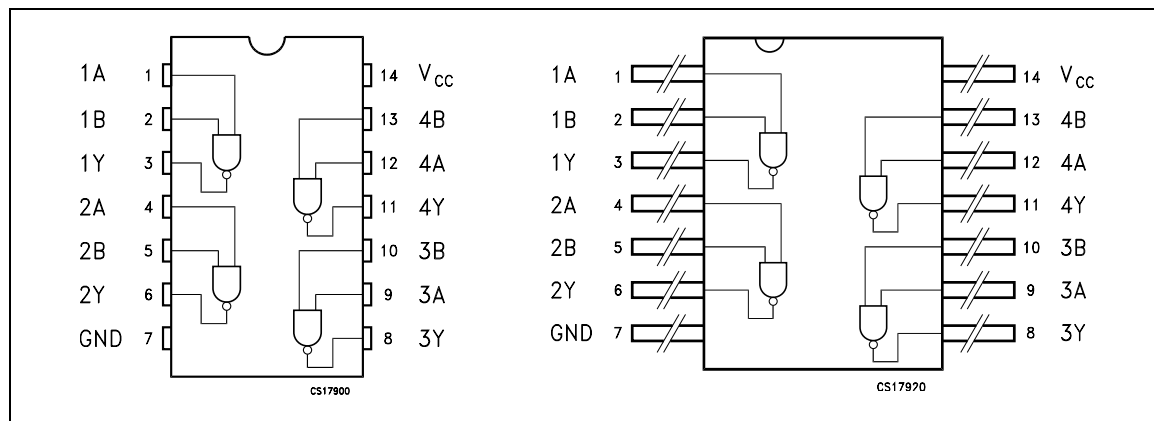 1A 1 14 VCC
1B 2 13 4B
1Y 3 12 4A
2A 4 11 4Y
2B 5 10 3B
2Y 6 9 3A
GND 7 8 3Y
CS17900
1A 1 14 VCC
1B 2 13 4B
1Y 3 12 4A
2A 4 11 4Y
2B 5 10 3B
2Y 6 9 3A
GND 7 8 3Y
CS17920